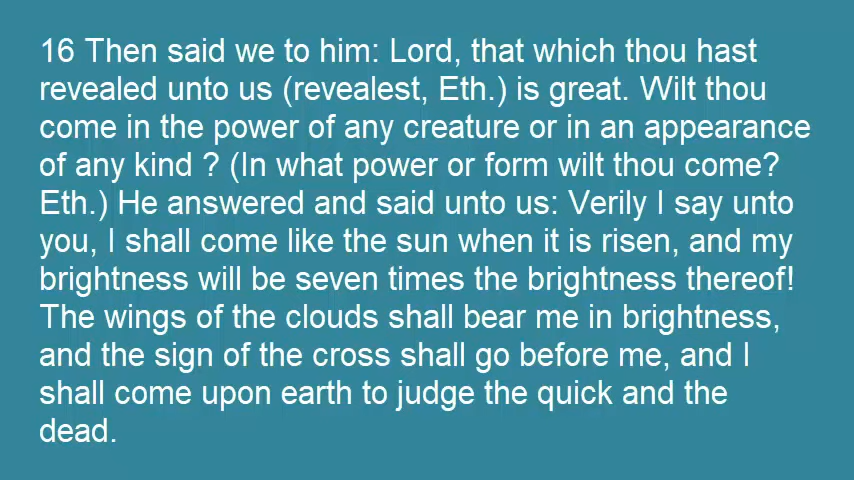 16 Then said we to him: Lord, that which thou hast
revealed unto us (revealest, Eth.) is great. Wilt thou
come in the power of any creature or in an appearance
of any kind ? (In what power or form wilt thou come?
Eth.) He answered and said unto us: Verily I say unto
you, I shall come like the sun when it is risen, and my
brightness will be seven times the brightness thereof!
The wings of the clouds shall bear me in brightness,
and the sign of the cross shall go before me, and I
shall come upon earth to judge the quick and the
dead.